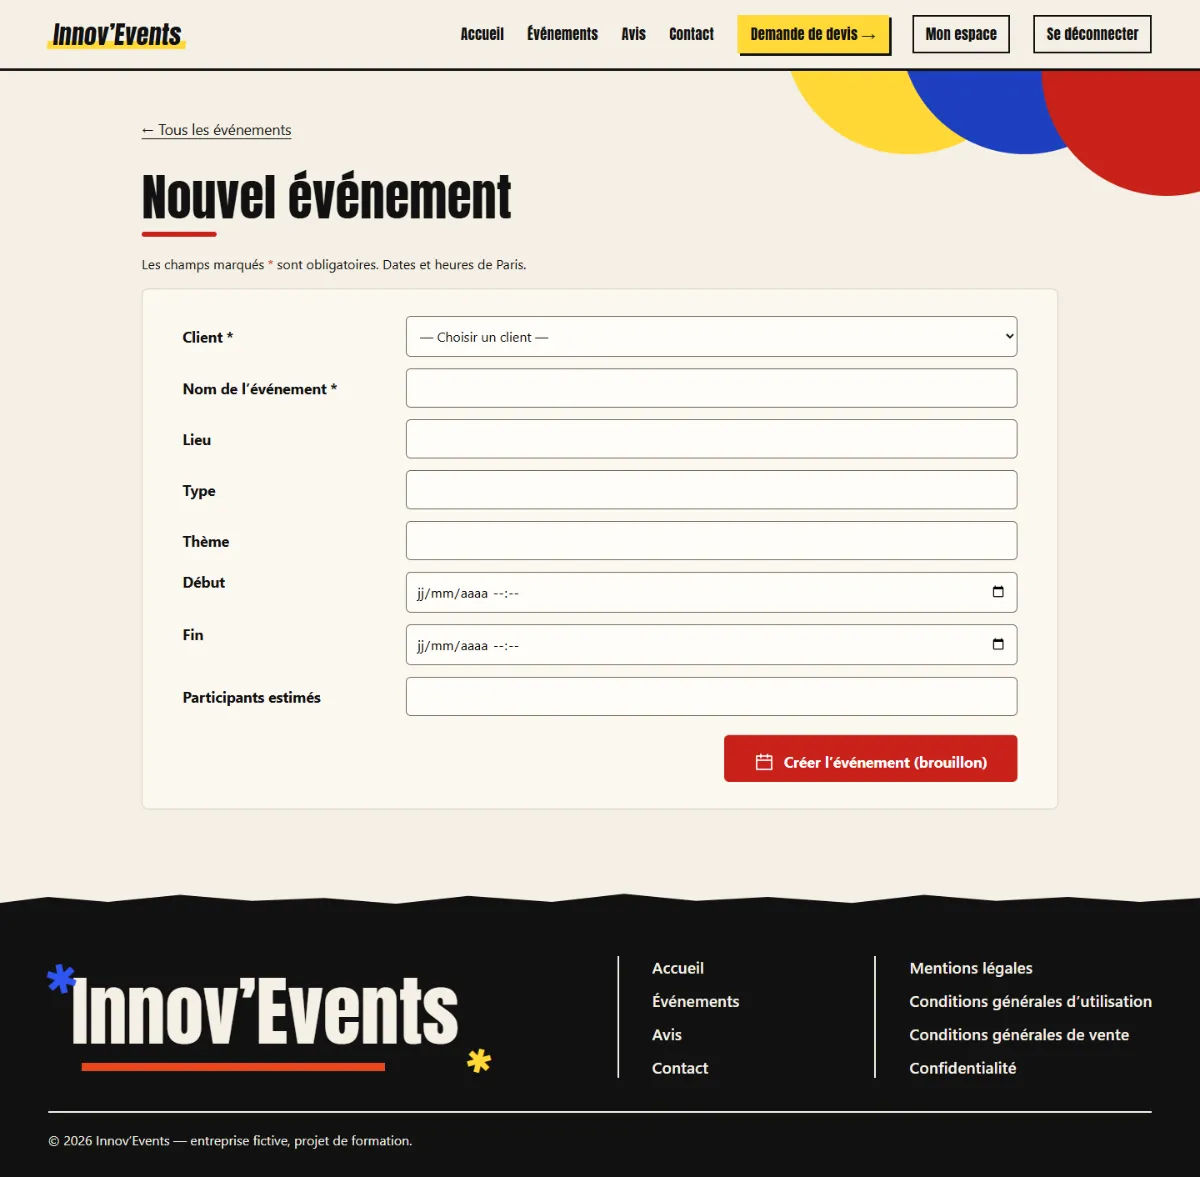 Innov’Events
Accueil
Événements
Avis
Contact
Demande de devis →
Mon espace
Se déconnecter
← Tous les événements
Nouvel événement
Les champs marqués * sont obligatoires. Dates et heures de Paris.
Client *
— Choisir un client —
Nom de l’événement *
Lieu
Type
Thème
Début
jj/mm/aaaa --:--
Fin
jj/mm/aaaa --:--
Participants estimés
Créer l’événement (brouillon)
Innov’Events
Accueil
Événements
Avis
Contact
Mentions légales
Conditions générales d’utilisation
Conditions générales de vente
Confidentialité
© 2026 Innov’Events — entreprise fictive, projet de formation.